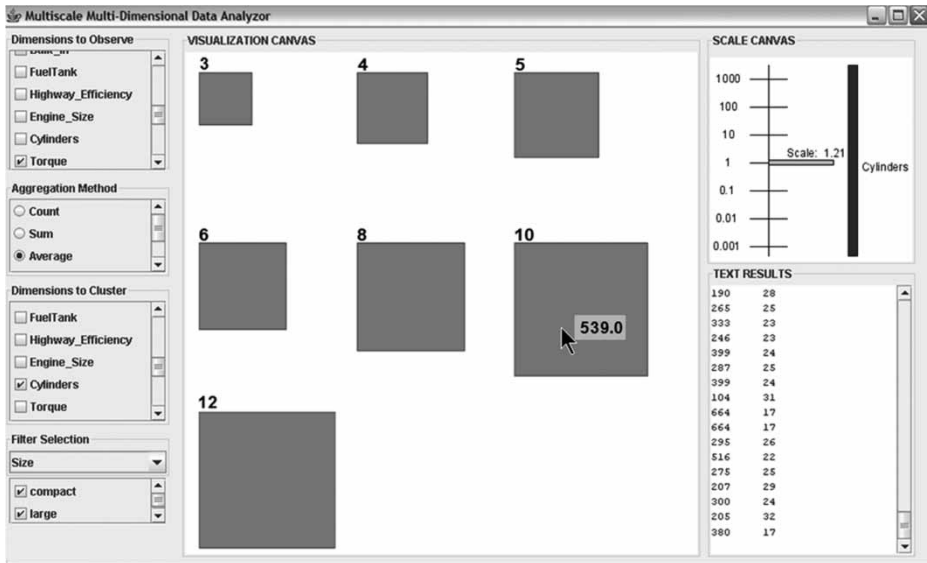 Multiscale Multi-Dimensional Data Analyzor
Dimensions to Observe
FuelTank
Highway_Efficiency
Engine_Size
Cylinders
Torque
Aggregation Method
Count
Sum
Average
Dimensions to Cluster
FuelTank
Highway_Efficiency
Engine_Size
Cylinders
Torque
Filter Selection
Size
compact
large
VISUALIZATION CANVAS
3 4 5
6 8 10
539.0
12
SCALE CANVAS
1000
100
10
Scale: 1.21
1
Cylinders
0.1
0.01
0.001
TEXT RESULTS
190 28
265 25
333 23
246 23
399 24
287 25
399 24
104 31
664 17
664 17
295 26
516 22
275 25
207 29
300 24
205 32
380 17